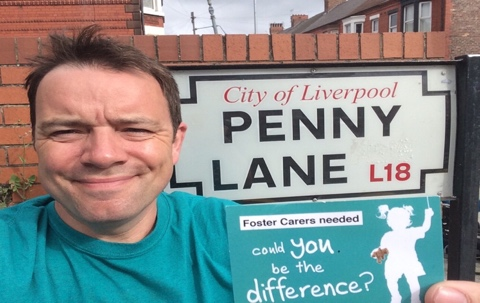 City of Liverpool
PENNY
LANE L18
Foster Carers needed
could you
be the
difference?